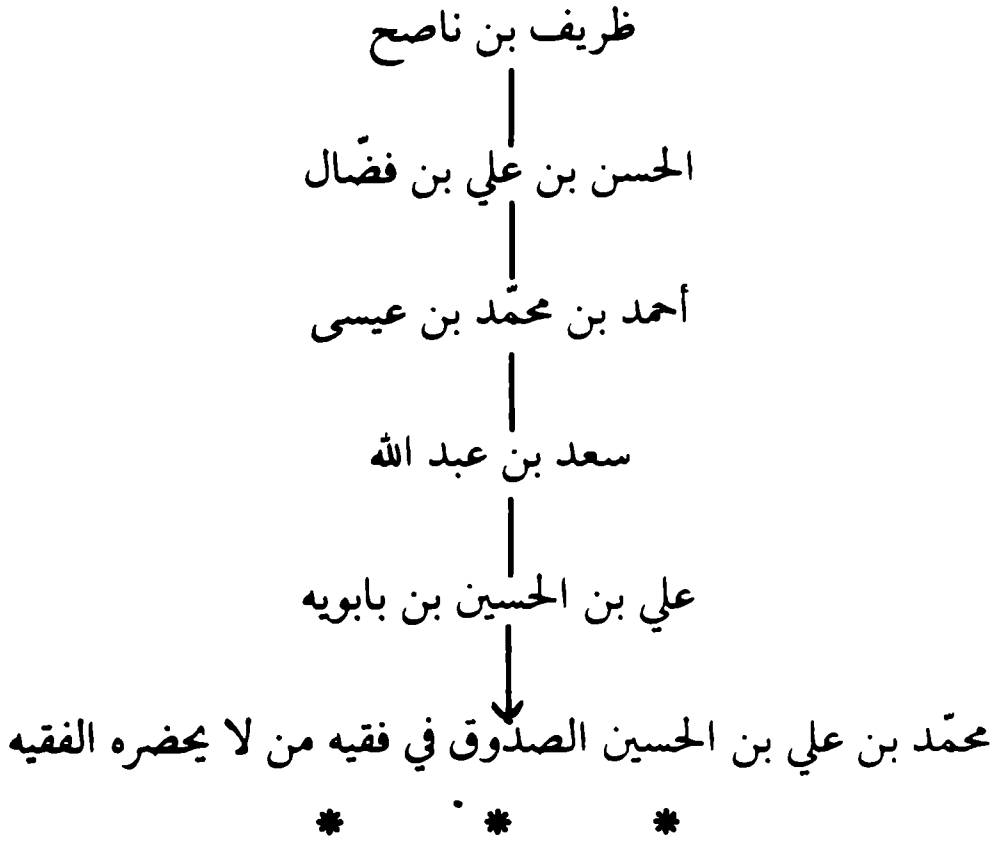 ظريف بن ناصح
الحسن بن علي بن فضّال
أحمد بن محمّد بن عيسى
سعد بن عبد الله
علي بن الحسين بن بابويه
محمّد بن علي بن الحسين الصدوق في فقيه من لا يحضره الفقيه
* * *